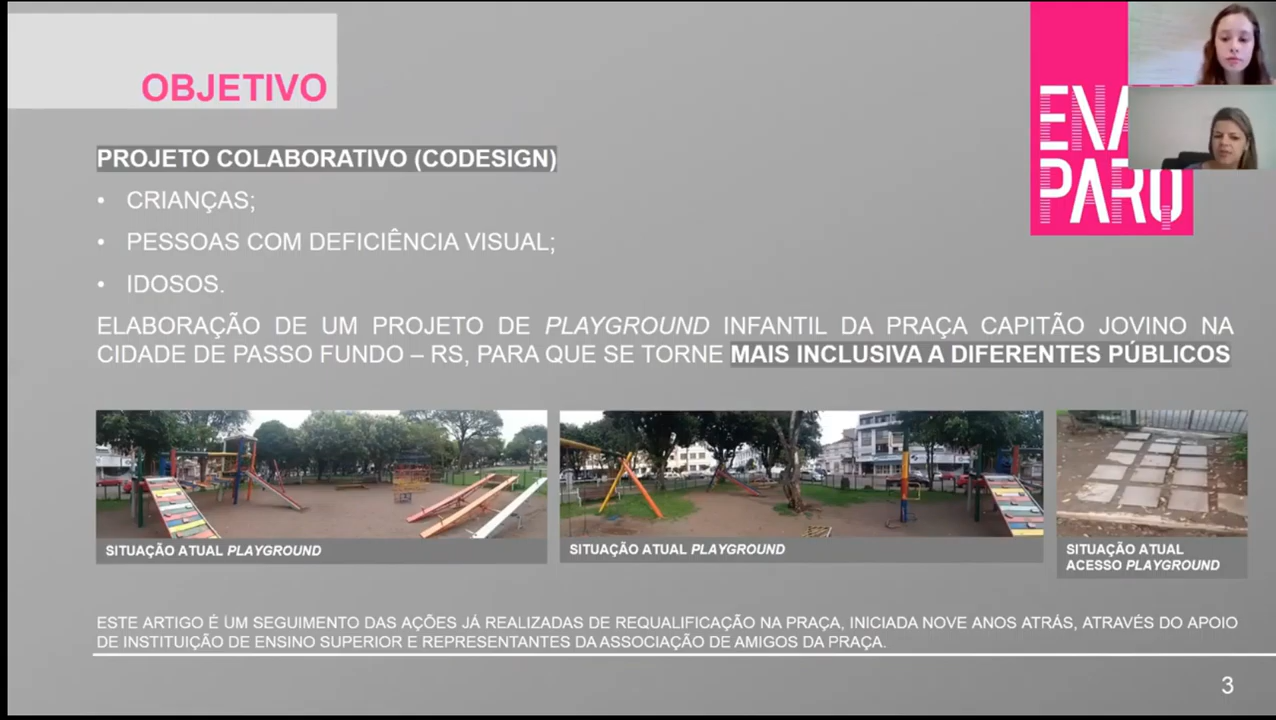 OBJETIVO
PROJETO COLABORATIVO (CODESIGN)
• CRIANÇAS;
• PESSOAS COM DEFICIÊNCIA VISUAL;
• IDOSOS.
ELABORAÇÃO DE UM PROJETO DE PLAYGROUND INFANTIL DA PRAÇA CAPITÃO JOVINO NA
CIDADE DE PASSO FUNDO – RS, PARA QUE SE TORNE MAIS INCLUSIVA A DIFERENTES PÚBLICOS
SITUAÇÃO ATUAL PLAYGROUND
SITUAÇÃO ATUAL PLAYGROUND
SITUAÇÃO ATUAL
ACESSO PLAYGROUND
ESTE ARTIGO É UM SEGUIMENTO DAS AÇÕES JÁ REALIZADAS DE REQUALIFICAÇÃO NA PRAÇA, INICIADA NOVE ANOS ATRÁS, ATRAVÉS DO APOIO
DE INSTITUIÇÃO DE ENSINO SUPERIOR E REPRESENTANTES DA ASSOCIAÇÃO DE AMIGOS DA PRAÇA.
3
PARQ